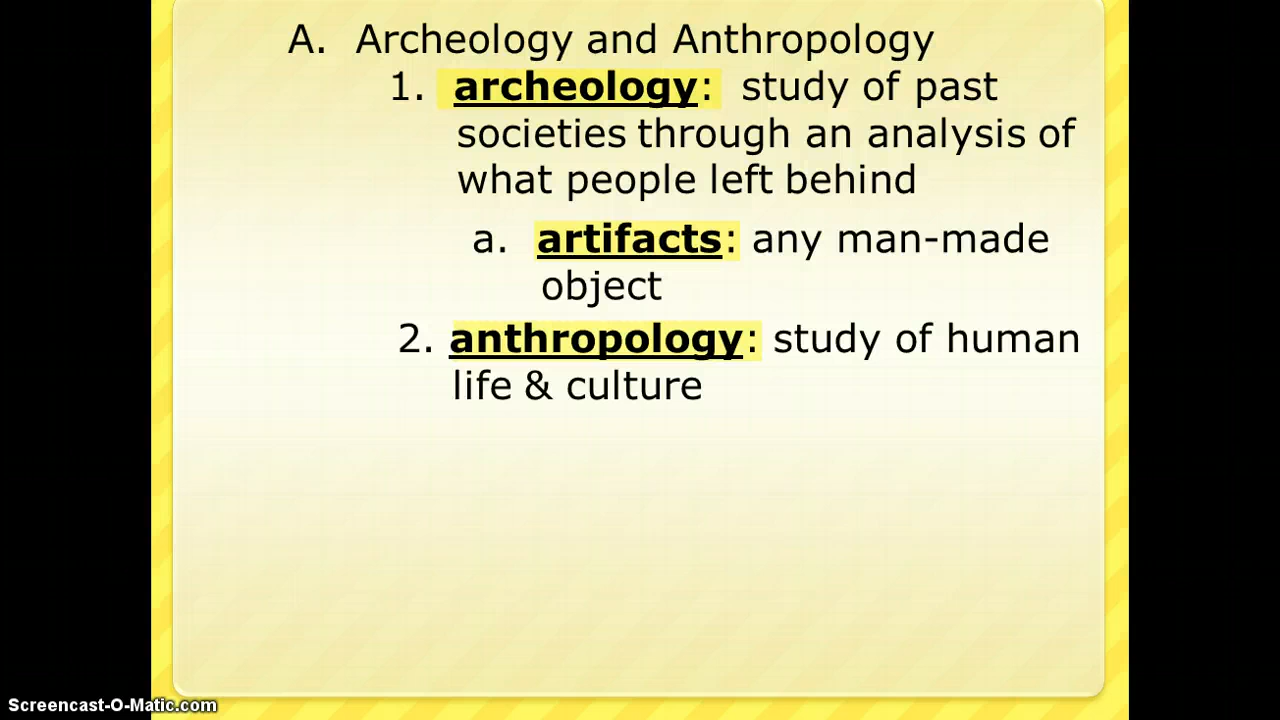 A. Archeology and Anthropology
1. archeology: study of past
societies through an analysis of
what people left behind
a. artifacts: any man-made
object
2. anthropology: study of human
life & culture
Screencast-O-Matic.com